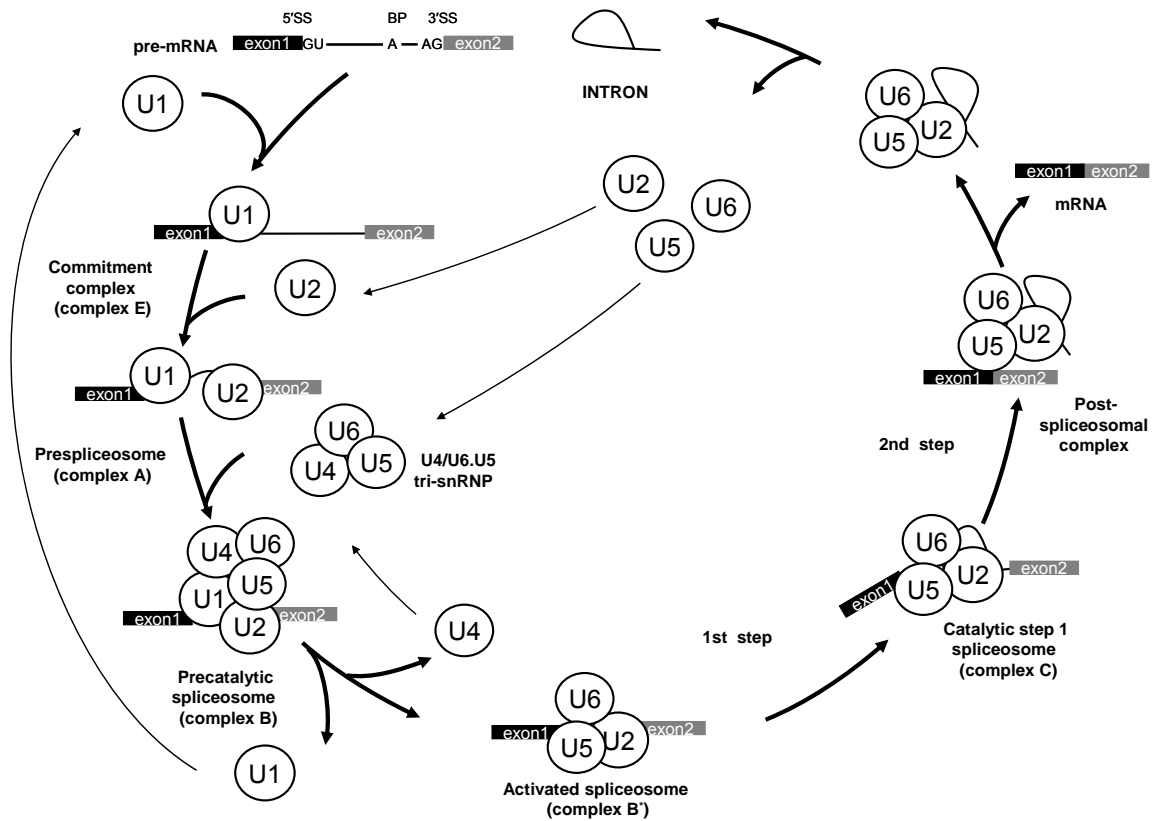 5'SS BP 3'SS
pre-mRNA exon1 GU A AG exon2
U1
INTRON
U6
U5 U2
exon1 exon2
mRNA
U1
exon1 exon2
Commitment
complex
(complex E)
U2
U2
U6
U5
U6
U2
U5
exon1 exon2
Post-
spliceosomal
complex
U1
U2
exon1 exon2
Prespliceosome
(complex A)
U6
U4 U5
U4/U6.U5
tri-snRNP
2nd step
U4 U6
U5
U1
U2
exon1 exon2
Precatalytic
spliceosome
(complex B)
U4
U1
U6
U5 U2
exon1 exon2
Activated spliceosome
(complex B*)
1st step
U6
U5 U2
exon1 exon2
Catalytic step 1
spliceosome
(complex C)